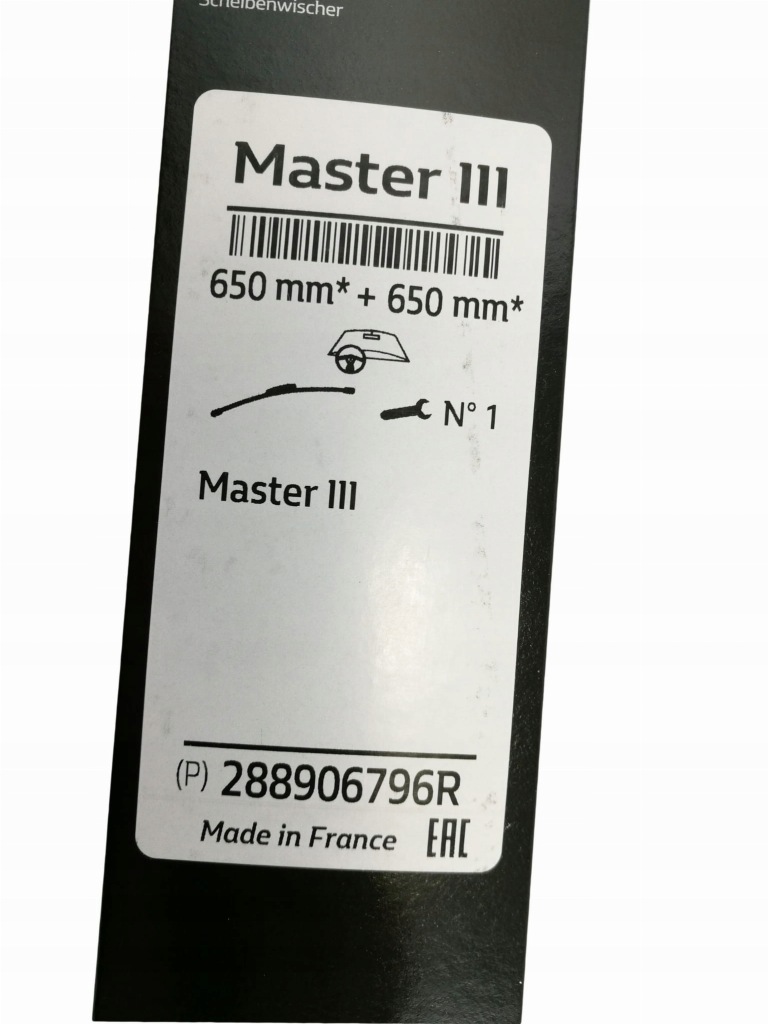 Scheibenwischer
Master III
650 mm* + 650 mm*
N° 1
Master III
(P) 288906796R
Made in France EAC